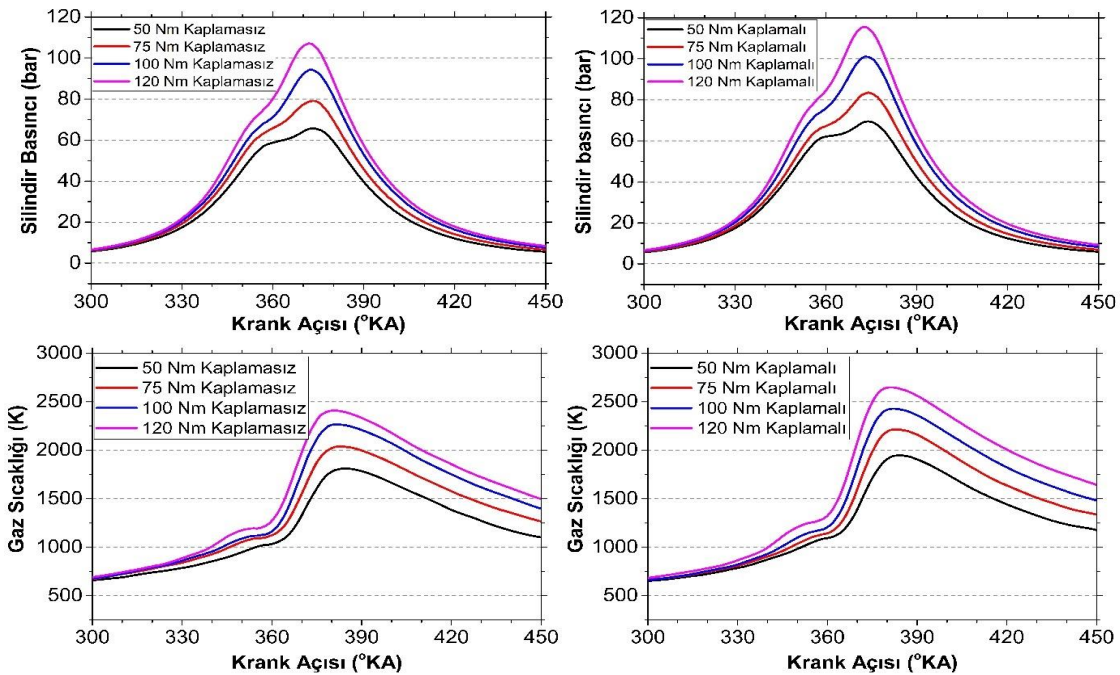 50 Nm Kaplamasız
75 Nm Kaplamasız
100 Nm Kaplamasız
120 Nm Kaplamasız
Silindir Basıncı (bar)
120
100
80
60
40
20
0
300 330 360 390 420 450
Krank Açısı (°KA)
50 Nm Kaplamalı
75 Nm Kaplamalı
100 Nm Kaplamalı
120 Nm Kaplamalı
Silindir basıncı (bar)
120
100
80
60
40
20
0
300 330 360 390 420 450
Krank Açısı (°KA)
50 Nm Kaplamasız
75 Nm Kaplamasız
100 Nm Kaplamasız
120 Nm Kaplamasız
Gaz Sıcaklığı (K)
3000
2500
2000
1500
1000
500
300 330 360 390 420 450
Krank Açısı (°KA)
50 Nm Kaplamalı
75 Nm Kaplamalı
100 Nm Kaplamalı
120 Nm Kaplamalı
Gaz Sıcaklığı (K)
3000
2500
2000
1500
1000
500
300 330 360 390 420 450
Krank Açısı (°KA)